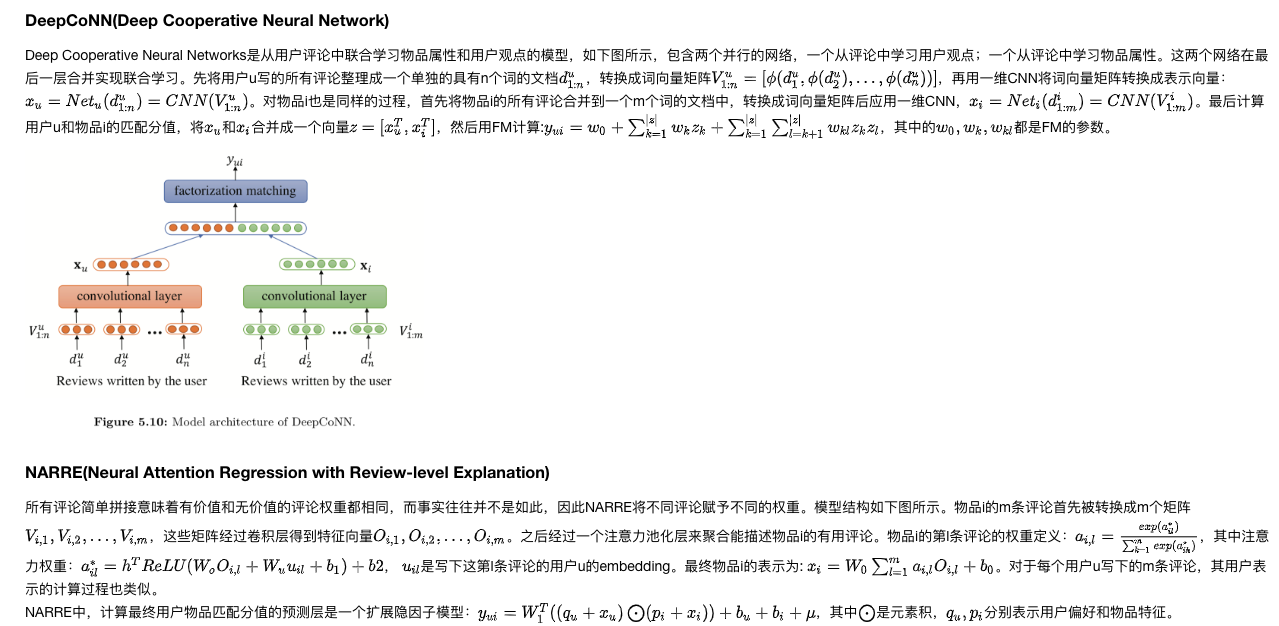 DeepCoNN(Deep Cooperative Neural Network)
Deep Cooperative Neural Networks是从用户评论中联合学习物品属性和用户观点的模型，如下图所示，包含两个并行的网络，一个从评论中学习用户观点；一个从评论中学习物品属性。这两个网络在最
后一层合并实现联合学习。先将用户u写的所有评论整理成一个单独的具有n个词的文档$d_{1:n}^u$，转换成词向量矩阵$V_{1:n}^u = [\phi(d_1^u, \phi(d_2^u), \ldots, \phi(d_n^u))]$，再用一维CNN将词向量矩阵转换成表示向量：
$x_u = Net_u(d_{1:n}^u) = CNN(V_{1:n}^u)$。对物品i也是同样的过程，首先将物品i的所有评论合并到一个m个词的文档中，转换成词向量矩阵后应用一维CNN，$x_i = Net_i(d_{1:m}^i) = CNN(V_{1:m}^i)$。最后计算
用户u和物品i的匹配分值，将$x_u$和$x_i$合并成一个向量$z = [x_u^T, x_i^T]$，然后用FM计算:$y_{ui} = w_0 + \sum_{k=1}^{|z|} w_k z_k + \sum_{k=1}^{|z|} \sum_{l=k+1}^{|z|} w_{kl} z_k z_l$，其中的$w_0, w_k, w_{kl}$都是FM的参数。
$y_{ui}$
factorization matching
$\mathbf{x}_u$ $\mathbf{x}_i$
convolutional layer convolutional layer
$V_{1:n}^u$ ... ... $V_{1:m}^i$
$d_1^u$ $d_2^u$ $d_n^u$ $d_1^i$ $d_2^i$ $d_n^i$
Reviews written by the user Reviews written by the user
Figure 5.10: Model architecture of DeepCoNN.
NARRE(Neural Attention Regression with Review-level Explanation)
所有评论简单拼接意味着有价值和无价值的评论权重都相同，而事实往往并不是如此，因此NARRE将不同评论赋予不同的权重。模型结构如下图所示。物品i的m条评论首先被转换成m个矩阵
$V_{i,1}, V_{i,2}, \ldots, V_{i,m}$，这些矩阵经过卷积层得到特征向量$O_{i,1}, O_{i,2}, \ldots, O_{i,m}$。之后经过一个注意力池化层来聚合能描述物品i的有用评论。物品i的第l条评论的权重定义：$a_{i,l} = \frac{exp(a_{il}^*)}{\sum_{k=1}^m exp(a_{ik}^*)}$，其中注意
力权重：$a_{il}^* = h^T ReLU(W_o O_{i,l} + W_u u_{il} + b_1) + b2$， $u_{il}$是写下这第l条评论的用户u的embedding。最终物品i的表示为: $x_i = W_0 \sum_{l=1}^m a_{i,l} O_{i,l} + b_0$。对于每个用户u写下的m条评论，其用户表
示的计算过程也类似。
NARRE中，计算最终用户物品匹配分值的预测层是一个扩展隐因子模型：$y_{ui} = W_1^T((q_u + x_u) \bigodot (p_i + x_i)) + b_u + b_i + \mu$，其中$\bigodot$是元素积，$q_u, p_i$分别表示用户偏好和物品特征。